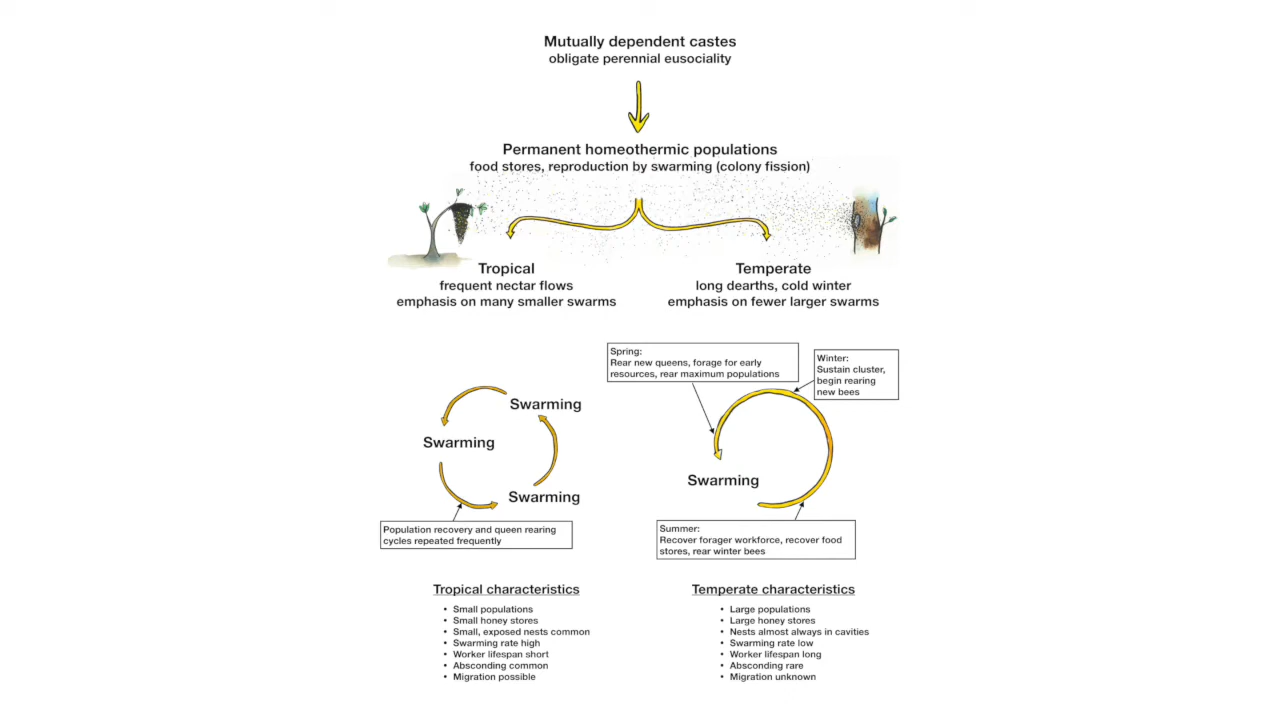 Mutually dependent castes
obligate perennial eusociality
Permanent homeothermic populations
food stores, reproduction by swarming (colony fission)
Tropical
frequent nectar flows
emphasis on many smaller swarms
Temperate
long dearths, cold winter
emphasis on fewer larger swarms
Swarming
Swarming
Swarming
Population recovery and queen rearing
cycles repeated frequently
Spring:
Rear new queens, forage for early
resources, rear maximum populations
Winter:
Sustain cluster,
begin rearing
new bees
Swarming
Summer:
Recover forager workforce, recover food
stores, rear winter bees
Tropical characteristics
• Small populations
• Small honey stores
• Small, exposed nests common
• Swarming rate high
• Worker lifespan short
• Absconding common
• Migration possible
Temperate characteristics
• Large populations
• Large honey stores
• Nests almost always in cavities
• Swarming rate low
• Worker lifespan long
• Absconding rare
• Migration unknown